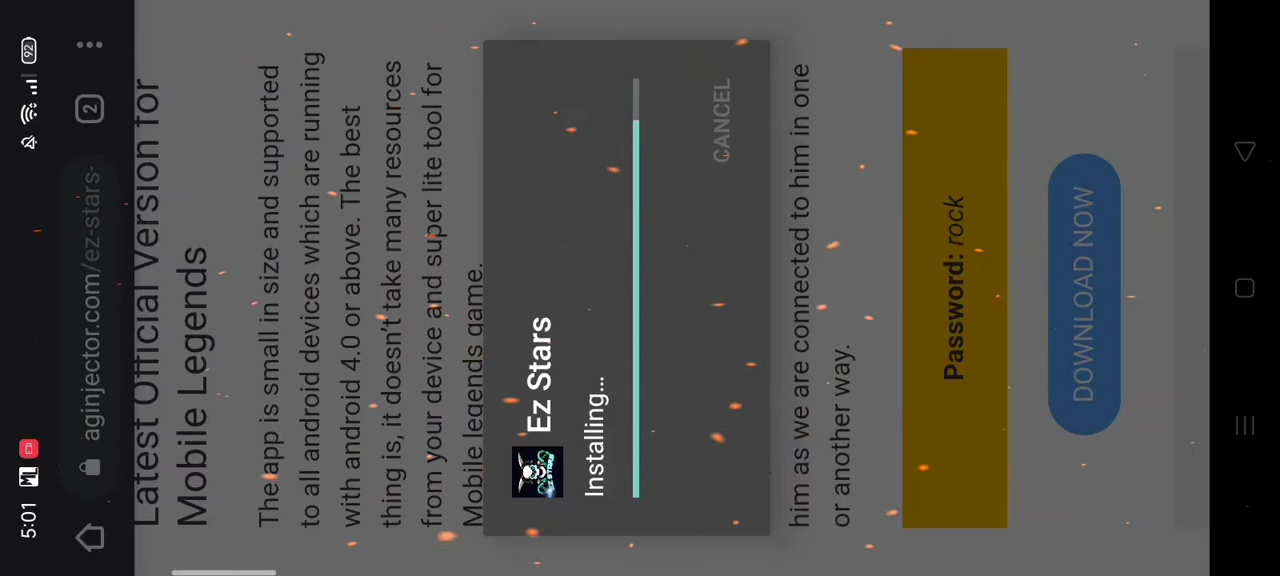 5:01
92
aginjector.com/ez-stars-
2
Latest Official Version for
Mobile Legends
The app is small in size and supported
to all android devices which are running
with android 4.0 or above. The best
thing is, it doesn't take many resources
from your device and super lite tool for
Mobile legends game.
Ez Stars
Installing...
CANCEL
him as we are connected to him in one
or another way.
Password: rock
DOWNLOAD NOW